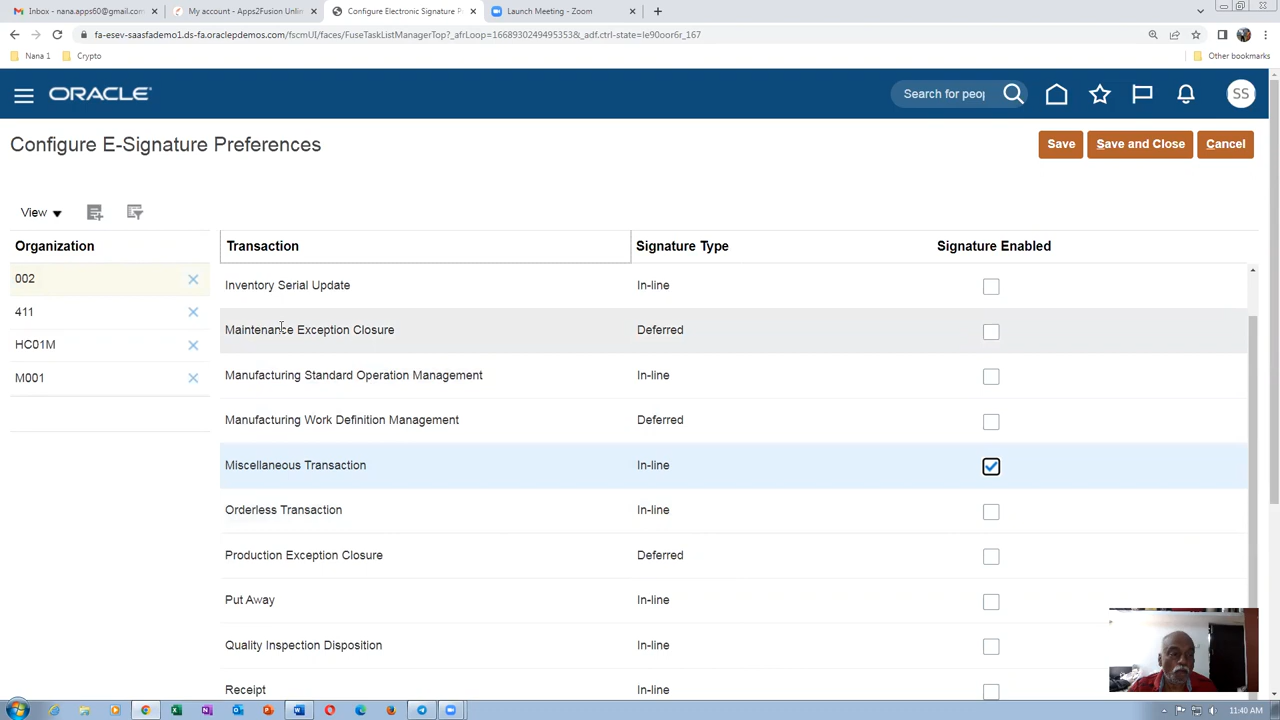 Inbox - nana.apps60@gmail.com
My account - Apps2Fusion Unlim
Configure Electronic Signature P
Launch Meeting - Zoom
fa-esev-saasfademo1.ds-fa.oraclepdemos.com/fscmUI/faces/FuseTaskListManagerTop?_afrLoop=1668930249495353&_adf.ctrl-state=le90oor6r_167
Nana 1
Crypto
Other bookmarks
ORACLE
Search for peop
SS
Configure E-Signature Preferences
Save
Save and Close
Cancel
View
Organization
Transaction
Signature Type
Signature Enabled
002
Inventory Serial Update
In-line
411
Maintenance Exception Closure
Deferred
HC01M
Manufacturing Standard Operation Management
In-line
M001
Manufacturing Work Definition Management
Deferred
Miscellaneous Transaction
In-line
Orderless Transaction
In-line
Production Exception Closure
Deferred
Put Away
In-line
Quality Inspection Disposition
In-line
Receipt
In-line
11:40 AM